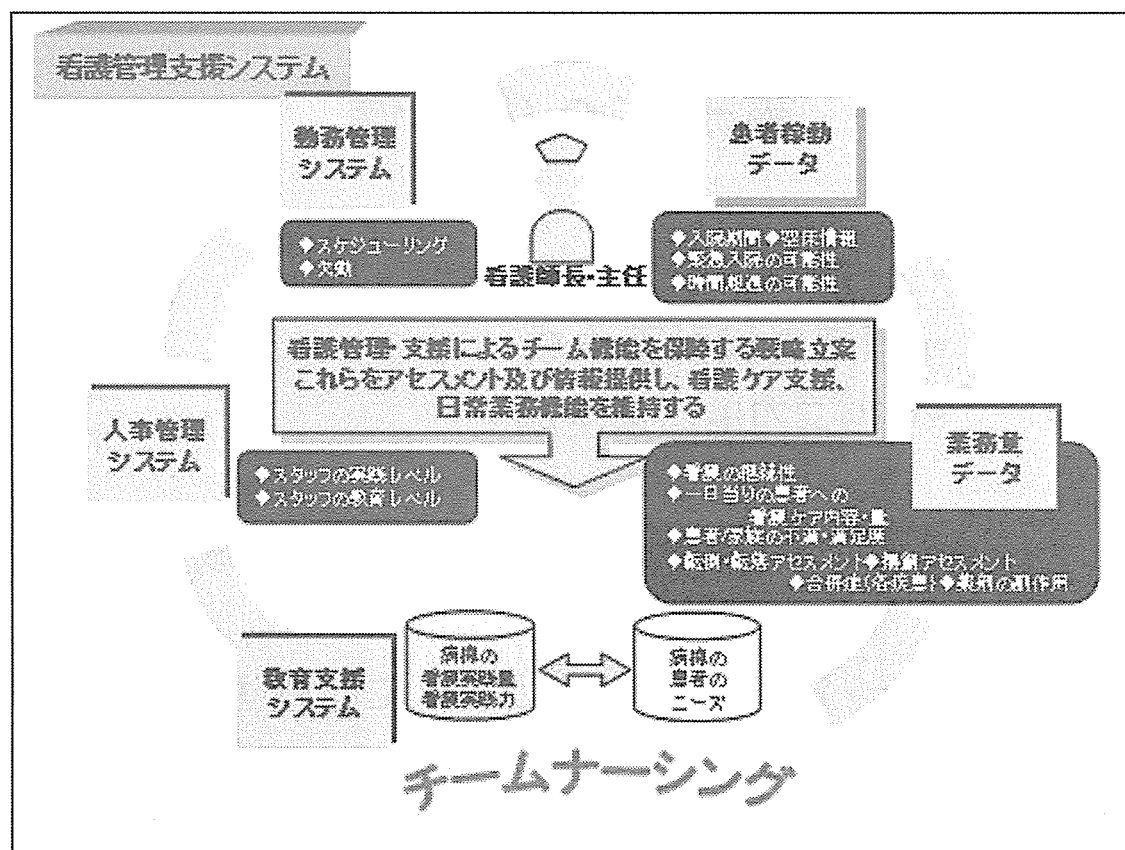 看護管理支援システム
勤務管理
システム
患者稼動
データ
◆スケジューリング
◆欠勤
看護師長・主任
◆入院期間◆空床情報
◆緊急入院の可能性
◆時間超過の可能性
看護管理・支援によるチーム機能を保障する戦略立案
これらをアセスメント及び情報提供し、看護ケア支援、
日常業務機能を維持する
人事管理
システム
◆スタッフの実践レベル
◆スタッフの教育レベル
業務量
データ
◆看護の継続性
◆一日当りの患者への
看護ケア内容・量
◆患者/家族の不満・満足度
◆転倒・転落アセスメント◆褥創アセスメント
◆合併症(各疾患)◆薬剤の副作用
教育支援
システム
病棟の
看護実践量
看護実践力
病棟の
患者の
ニーズ
チームナーシング